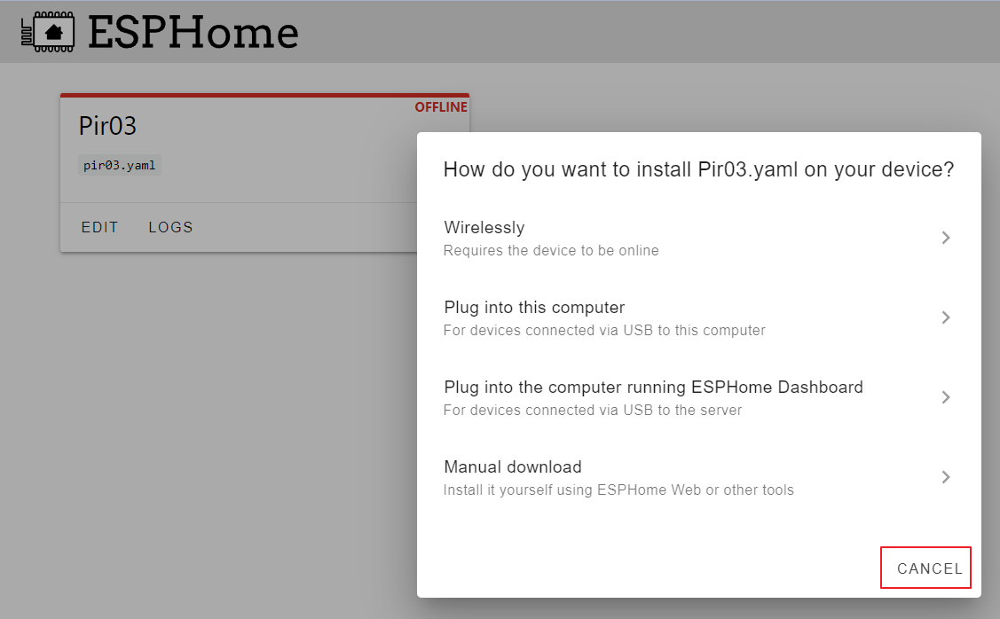 ESPHome
OFFLINE
Pir03
pir03.yaml
EDIT LOGS
How do you want to install Pir03.yaml on your device?
Wirelessly
Requires the device to be online
Plug into this computer
For devices connected via USB to this computer
Plug into the computer running ESPHome Dashboard
For devices connected via USB to the server
Manual download
Install it yourself using ESPHome Web or other tools
CANCEL